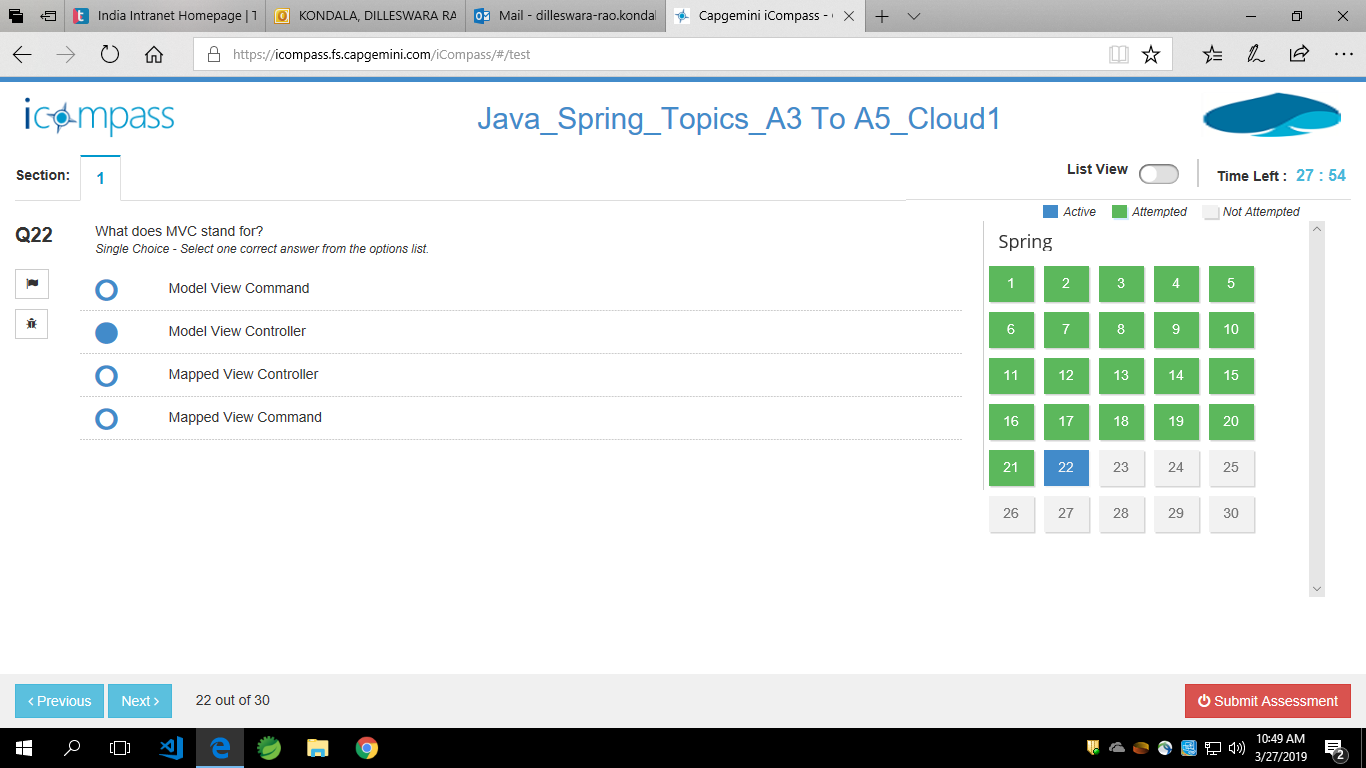 India Intranet Homepage | T
KONDALA, DILLESWARA RA
Mail - dilleswara-rao.kondal
Capgemini iCompass -
https://icompass.fs.capgemini.com/iCompass/#/test
icompass
Java_Spring_Topics_A3 To A5_Cloud1
Section:
1
List View
Time Left : 27 : 54
Active Attempted Not Attempted
Q22
What does MVC stand for?
Single Choice - Select one correct answer from the options list.
Model View Command
Model View Controller
Mapped View Controller
Mapped View Command
Spring
1 2 3 4 5
6 7 8 9 10
11 12 13 14 15
16 17 18 19 20
21 22 23 24 25
26 27 28 29 30
Previous
Next
22 out of 30
Submit Assessment
10:49 AM
3/27/2019
2